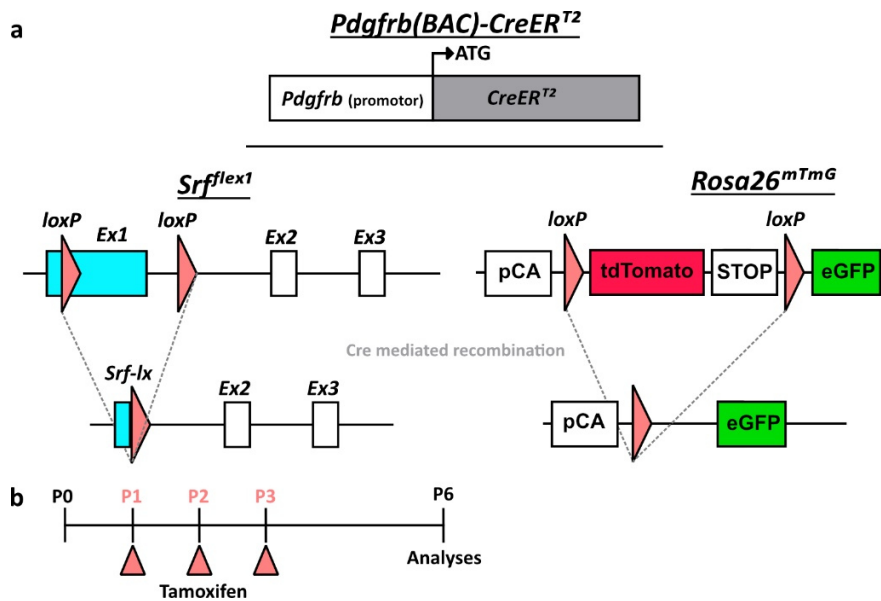 a
Pdgfrb(BAC)-CreERT2
ATG
Pdgfrb (promotor) CreERT2
Srfflex1
Rosa26mTmG
loxP Ex1 loxP Ex2 Ex3
loxP loxP
pCA tdTomato STOP eGFP
Cre mediated recombination
Srf-lx Ex2 Ex3
pCA eGFP
b
P0 P1 P2 P3 P6
Tamoxifen
Analyses